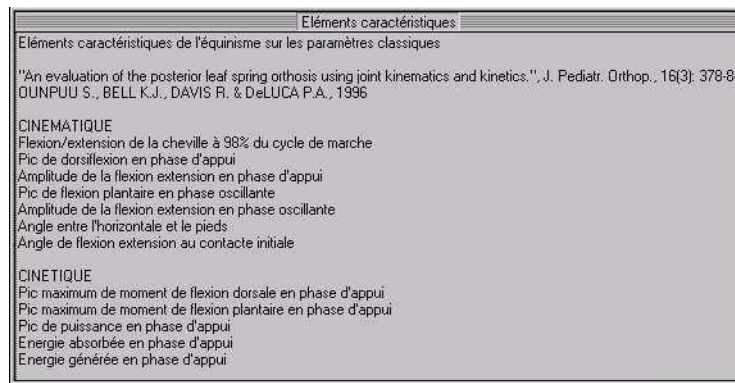 Eléments caractéristiques
Eléments caractéristiques de l'équinisme sur les paramètres classiques
"An evaluation of the posterior leaf spring orthosis using joint kinematics and kinetics.", J. Pediatr. Orthop., 16(3): 378-8
OUNPUU S., BELL K.J., DAVIS R. & DeLUCA P.A., 1996
CINEMATIQUE
Flexion/extension de la cheville à 98% du cycle de marche
Pic de dorsiflexion en phase d'appui
Amplitude de la flexion extension en phase d'appui
Pic de flexion plantaire en phase oscillante
Amplitude de la flexion extension en phase oscillante
Angle entre l'horizontale et le pieds
Angle de flexion extension au contacte initiale
CINETIQUE
Pic maximum de moment de flexion dorsale en phase d'appui
Pic maximum de moment de flexion plantaire en phase d'appui
Pic de puissance en phase d'appui
Energie absorbée en phase d'appui
Energie générée en phase d'appui